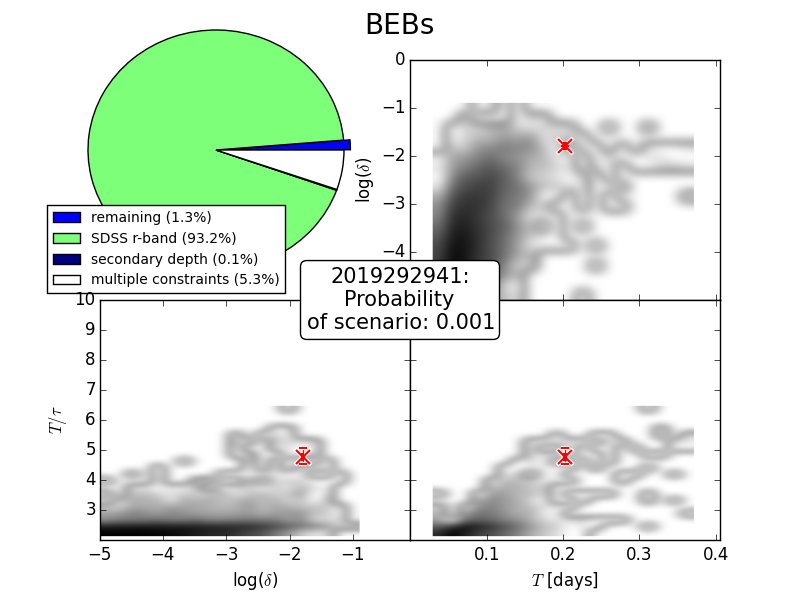 BEBs
remaining (1.3%)
SDSS r-band (93.2%)
secondary depth (0.1%)
multiple constraints (5.3%)
0
−1
−2
−3
−4
log(δ)
2019292941:
Probability
of scenario: 0.001
10
9
8
7
6
5
4
3
T/τ
−5 −4 −3 −2 −1
log(δ)
0.1 0.2 0.3 0.4
T [days]